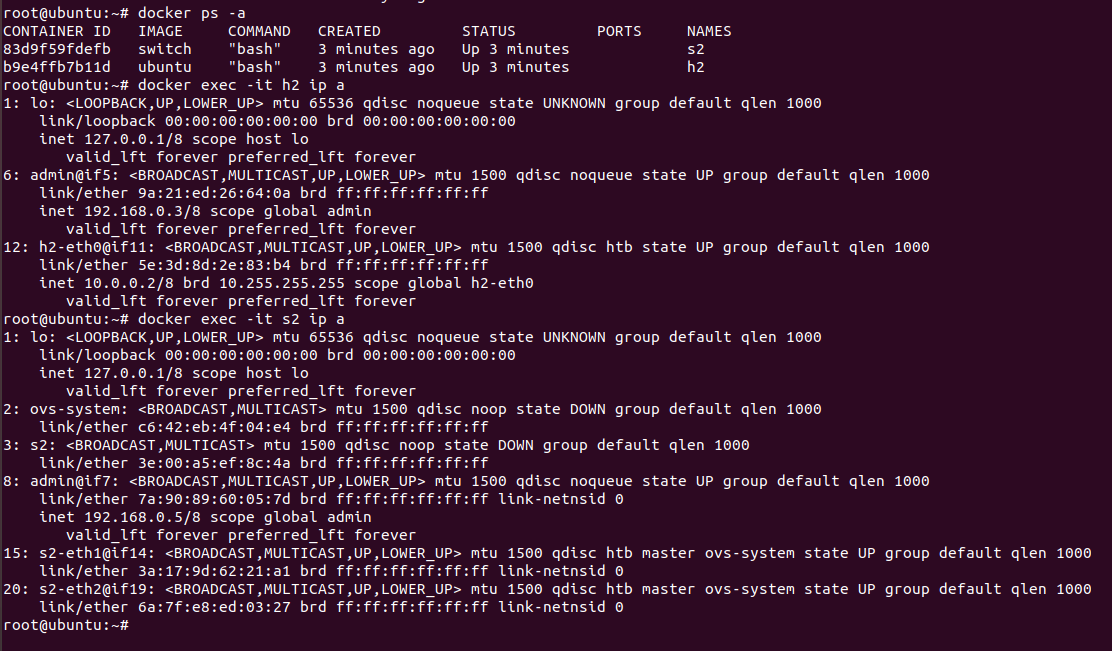 root@ubuntu:~# docker ps -a
CONTAINER ID   IMAGE     COMMAND   CREATED         STATUS         PORTS     NAMES
83d9f59fdefb   switch    "bash"    3 minutes ago   Up 3 minutes             s2
b9e4ffb7b11d   ubuntu    "bash"    3 minutes ago   Up 3 minutes             h2
root@ubuntu:~# docker exec -it h2 ip a
1: lo: <LOOPBACK,UP,LOWER_UP> mtu 65536 qdisc noqueue state UNKNOWN group default qlen 1000
    link/loopback 00:00:00:00:00:00 brd 00:00:00:00:00:00
    inet 127.0.0.1/8 scope host lo
       valid_lft forever preferred_lft forever
6: admin@if5: <BROADCAST,MULTICAST,UP,LOWER_UP> mtu 1500 qdisc noqueue state UP group default qlen 1000
    link/ether 9a:21:ed:26:64:0a brd ff:ff:ff:ff:ff:ff
    inet 192.168.0.3/8 scope global admin
       valid_lft forever preferred_lft forever
12: h2-eth0@if11: <BROADCAST,MULTICAST,UP,LOWER_UP> mtu 1500 qdisc htb state UP group default qlen 1000
    link/ether 5e:3d:8d:2e:83:b4 brd ff:ff:ff:ff:ff:ff
    inet 10.0.0.2/8 brd 10.255.255.255 scope global h2-eth0
       valid_lft forever preferred_lft forever
root@ubuntu:~# docker exec -it s2 ip a
1: lo: <LOOPBACK,UP,LOWER_UP> mtu 65536 qdisc noqueue state UNKNOWN group default qlen 1000
    link/loopback 00:00:00:00:00:00 brd 00:00:00:00:00:00
    inet 127.0.0.1/8 scope host lo
       valid_lft forever preferred_lft forever
2: ovs-system: <BROADCAST,MULTICAST> mtu 1500 qdisc noop state DOWN group default qlen 1000
    link/ether c6:42:eb:4f:04:e4 brd ff:ff:ff:ff:ff:ff
3: s2: <BROADCAST,MULTICAST> mtu 1500 qdisc noop state DOWN group default qlen 1000
    link/ether 3e:00:a5:ef:8c:4a brd ff:ff:ff:ff:ff:ff
8: admin@if7: <BROADCAST,MULTICAST,UP,LOWER_UP> mtu 1500 qdisc noqueue state UP group default qlen 1000
    link/ether 7a:90:89:60:05:7d brd ff:ff:ff:ff:ff:ff link-netnsid 0
    inet 192.168.0.5/8 scope global admin
       valid_lft forever preferred_lft forever
15: s2-eth1@if14: <BROADCAST,MULTICAST,UP,LOWER_UP> mtu 1500 qdisc htb master ovs-system state UP group default qlen 1000
    link/ether 3a:17:9d:62:21:a1 brd ff:ff:ff:ff:ff:ff link-netnsid 0
20: s2-eth2@if19: <BROADCAST,MULTICAST,UP,LOWER_UP> mtu 1500 qdisc htb master ovs-system state UP group default qlen 1000
    link/ether 6a:7f:e8:ed:03:27 brd ff:ff:ff:ff:ff:ff link-netnsid 0
root@ubuntu:~#